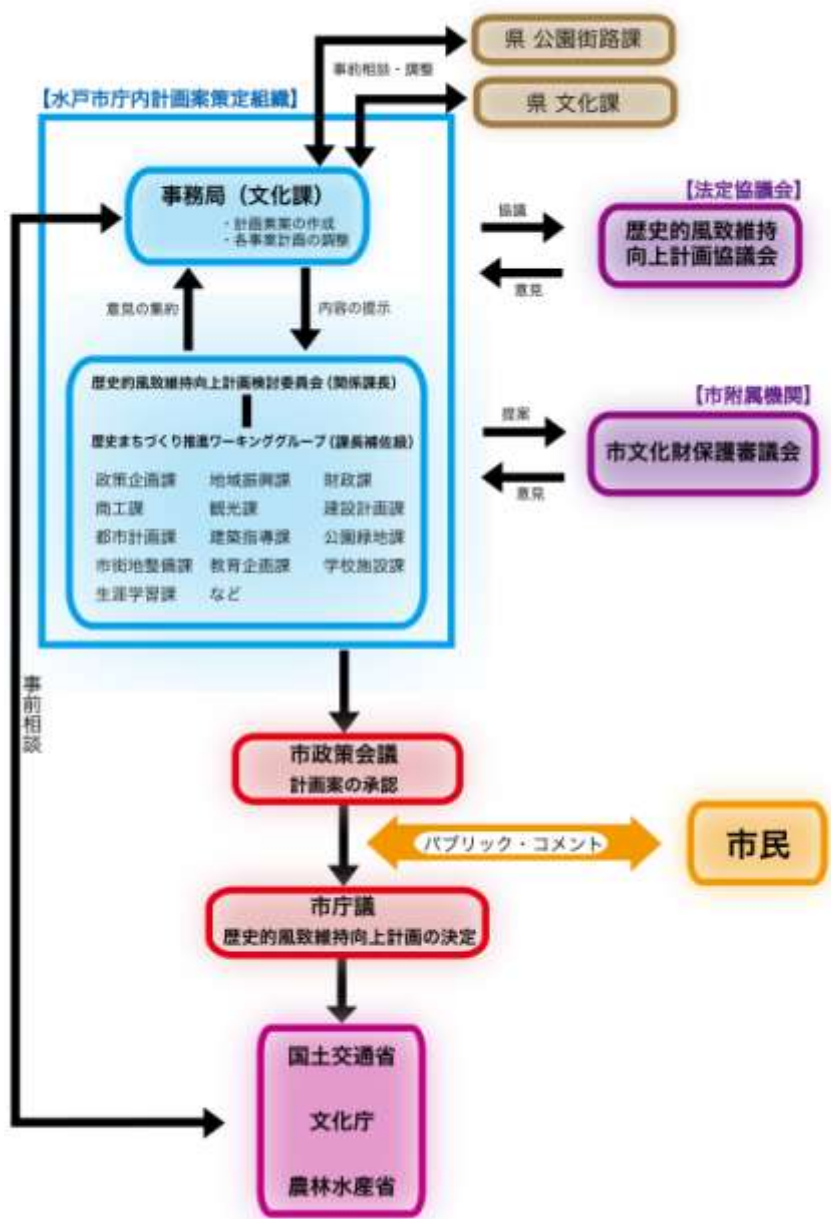 県 公園街路課
事前相談・調整
県 文化課
【水戸市庁内計画案策定組織】
事務局（文化課）
・計画素案の作成
・各事業計画の調整
【法定協議会】
協議
歴史的風致維持
向上計画協議会
意見
意見の集約
内容の提示
歴史的風致維持向上計画検討委員会（関係課長）
歴史まちづくり推進ワーキンググループ（課長補佐級）
政策企画課 地域振興課 財政課
商工課 観光課 建設計画課
都市計画課 建築指導課 公園緑地課
市街地整備課 教育企画課 学校施設課
生涯学習課 など
【市附属機関】
提案
市文化財保護審議会
意見
事前相談
市政策会議
計画案の承認
パブリック・コメント
市民
市庁議
歴史的風致維持向上計画の決定
国土交通省
文化庁
農林水産省